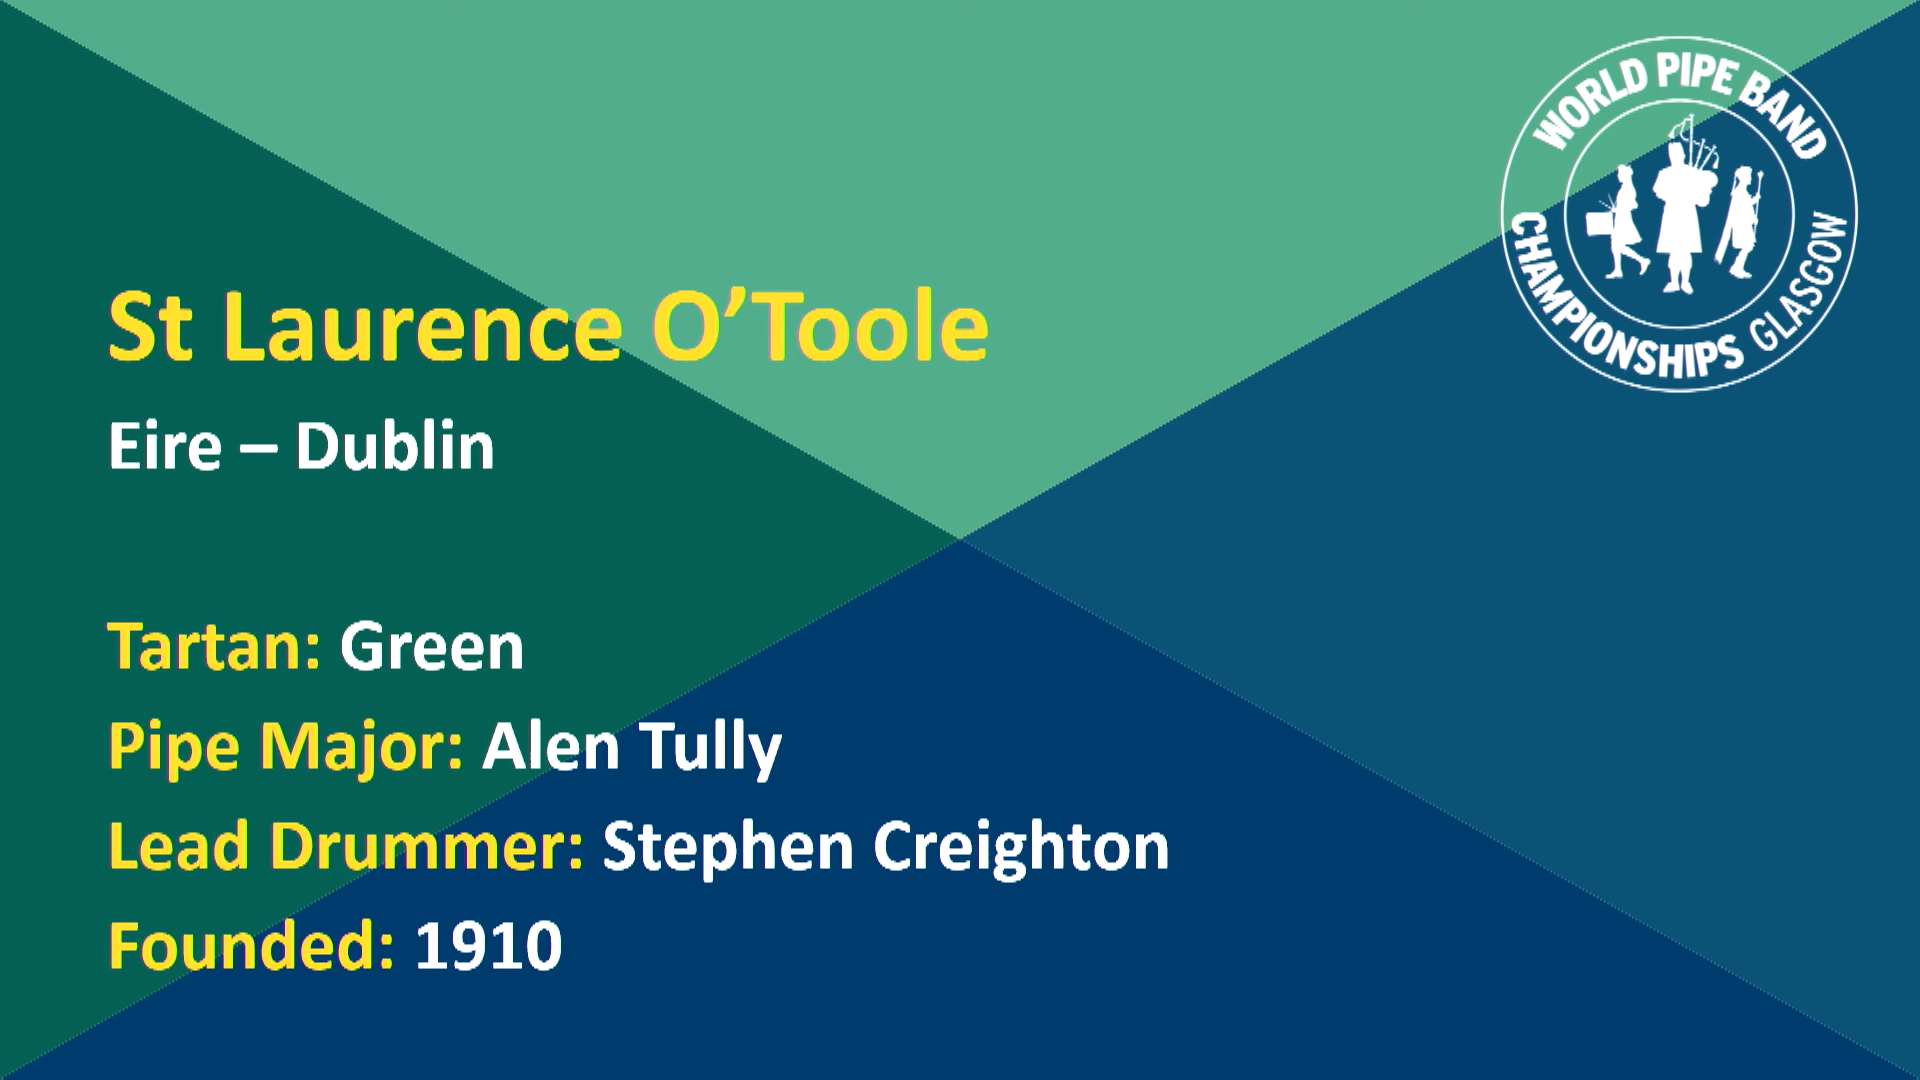 WORLD PIPE BAND
CHAMPIONSHIPS GLASGOW
St Laurence O’Toole
Eire – Dublin
Tartan: Green
Pipe Major: Alen Tully
Lead Drummer: Stephen Creighton
Founded: 1910